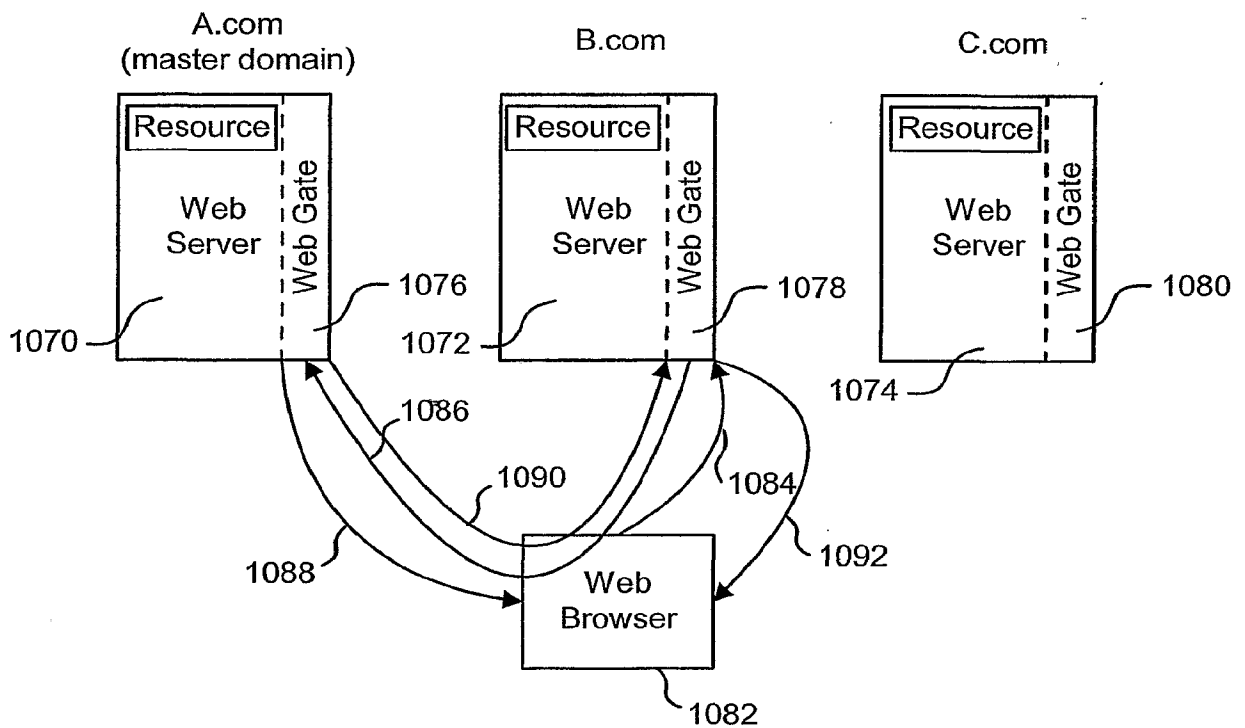 A.com
(master domain)
B.com
C.com
Resource
Web
Server
Web Gate
Resource
Web
Server
Web Gate
Resource
Web
Server
Web Gate
1070
1076
1072
1078
1074
1080
1086
1090
1084
1088
1092
Web
Browser
1082